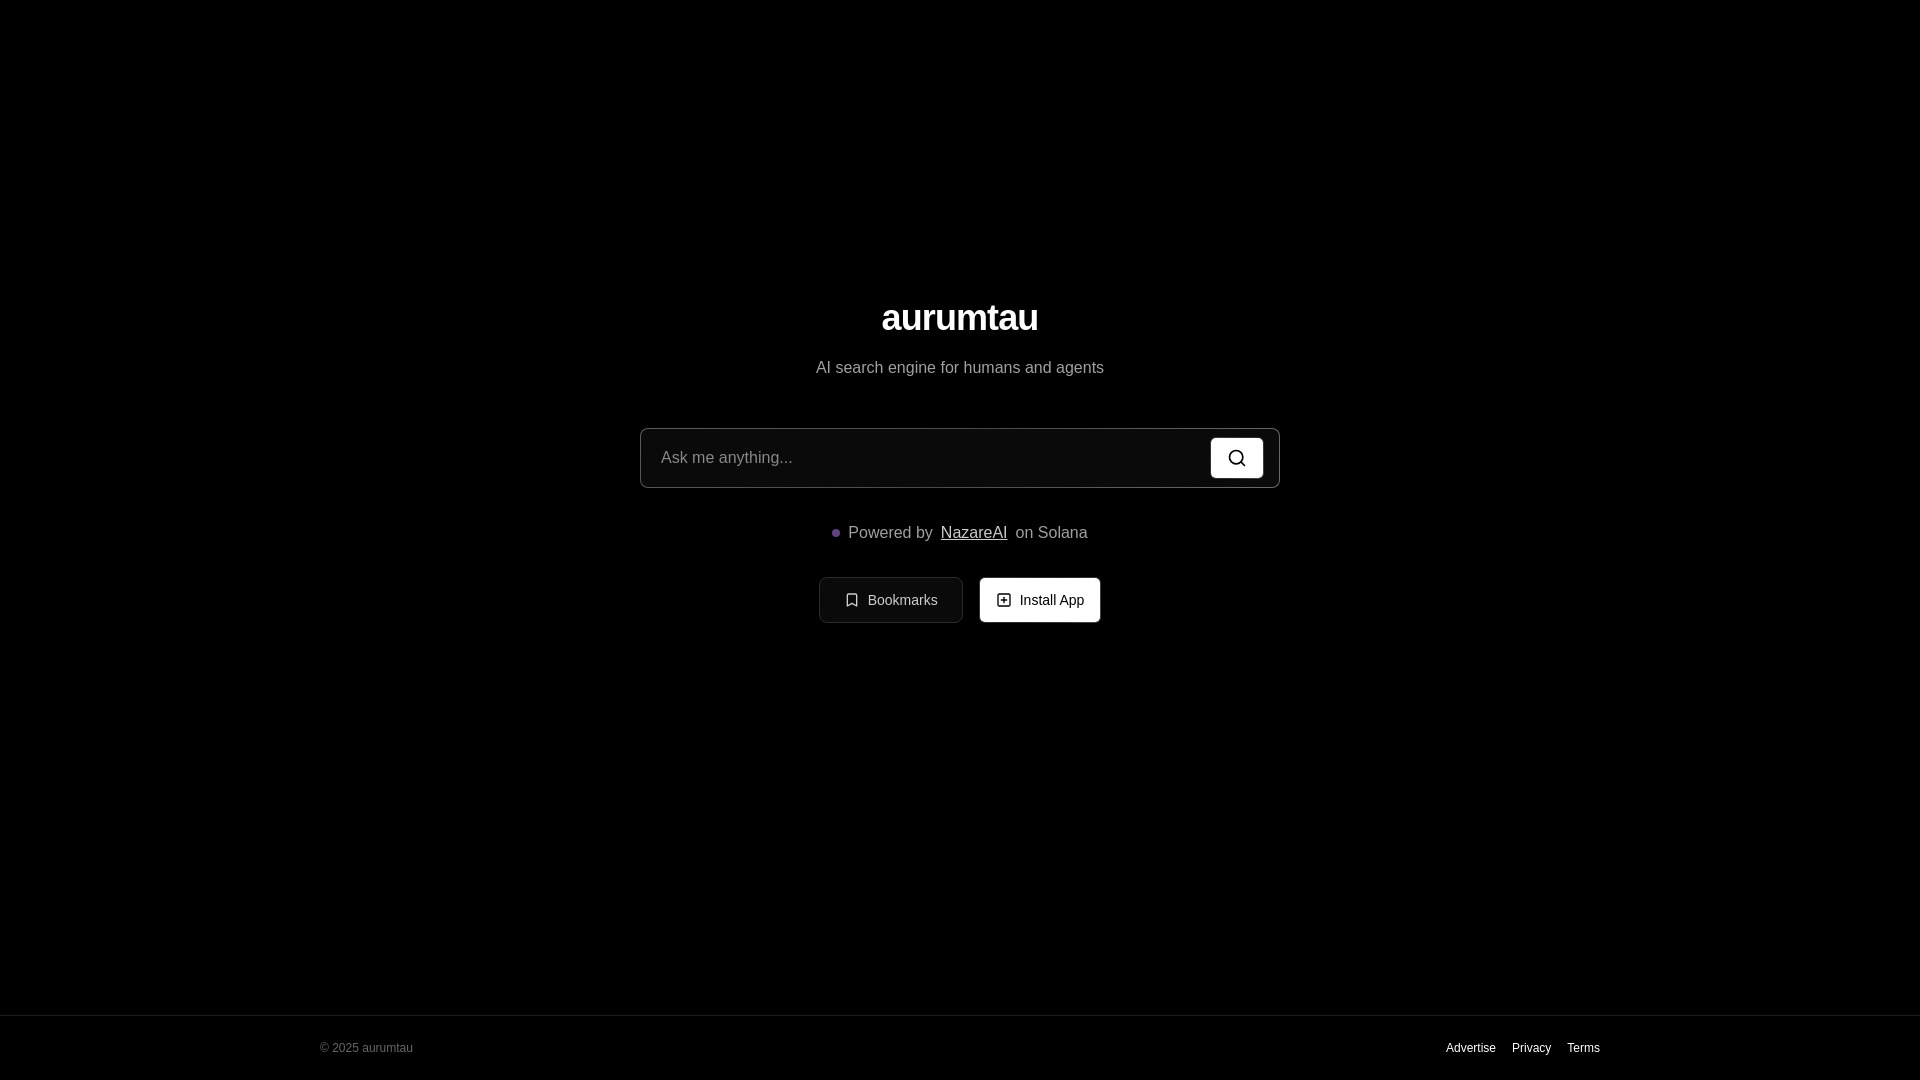 aurumtau
AI search engine for humans and agents
Ask me anything...
Powered by NazareAI on Solana
Bookmarks
Install App
© 2025 aurumtau
Advertise Privacy Terms